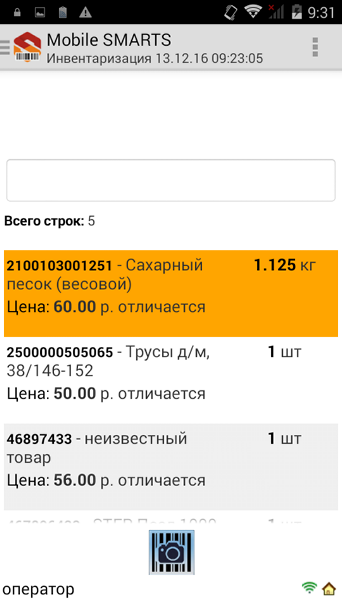 9:31
Mobile SMARTS
Инвентаризация 13.12.16 09:23:05
Всего строк: 5
2100103001251 - Сахарный
1.125 кг
песок (весовой)
Цена: 60.00 р. отличается
2500000505065 - Трусы д/м,
1 шт
38/146-152
Цена: 50.00 р. отличается
46897433 - неизвестный
1 шт
товар
Цена: 56.00 р. отличается
оператор